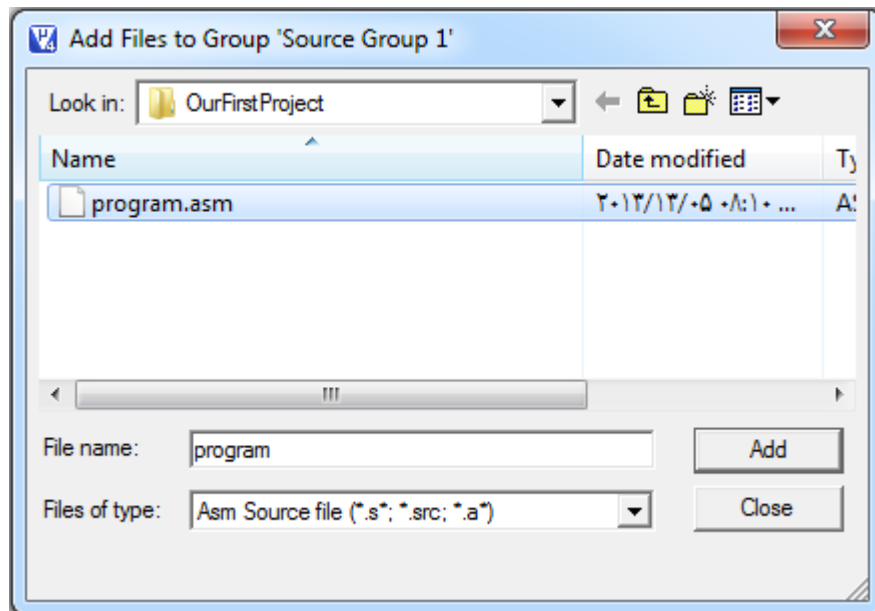 Add Files to Group 'Source Group 1'
Look in: OurFirstProject
Name Date modified
program.asm ۲۰۱۳/۱۳/۰۵ ۰۸:۱۰ ...
File name: program Add
Files of type: Asm Source file (*.s*; *.src; *.a*) Close